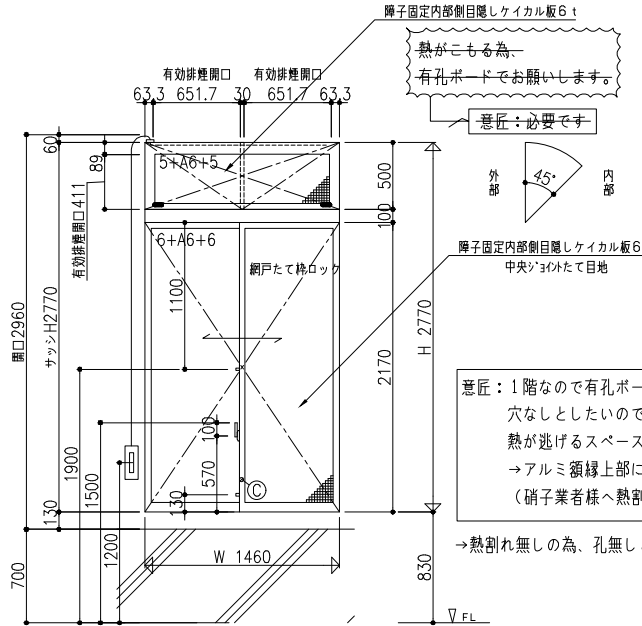 障子固定内部側目隠しケイカル板6 t
熱がこもる為、
有孔ボードでお願いします。
意匠：必要です
有効排煙開口 有効排煙開口
63.3 651.7 30 651.7 63.3
60
89
5+A6+5
500
100
外部
45°
内部
有効排煙開口411
6+A6+6
網戸たて枠ロック
障子固定内部側目隠しケイカル板6
中央ジョイントたて目地
1100
開口2960
サッシH2770
2170
H 2770
意匠：1階なので有孔ボー
穴なしとしたいので
熱が逃げるスペース
→アルミ額縁上部に
（硝子業者様へ熱割
100
570
130
C
1900
1500
1200
130
700
W 1460
830
→熱割れ無しの為、孔無し
▽FL